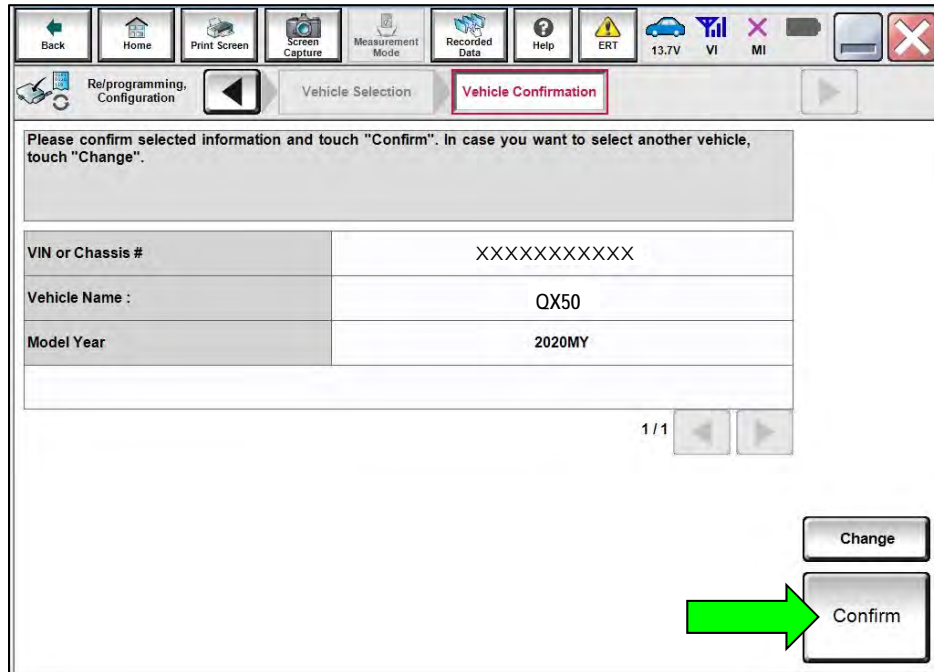 Back
Home
Print Screen
Screen
Capture
Measurement
Mode
Recorded
Data
Help
ERT
13.7V
VI
MI
Re/programming,
Configuration
Vehicle Selection
Vehicle Confirmation
Please confirm selected information and touch "Confirm". In case you want to select another vehicle,
touch "Change".
VIN or Chassis #
XXXXXXXXXXX
Vehicle Name :
QX50
Model Year
2020MY
1/1
Change
Confirm